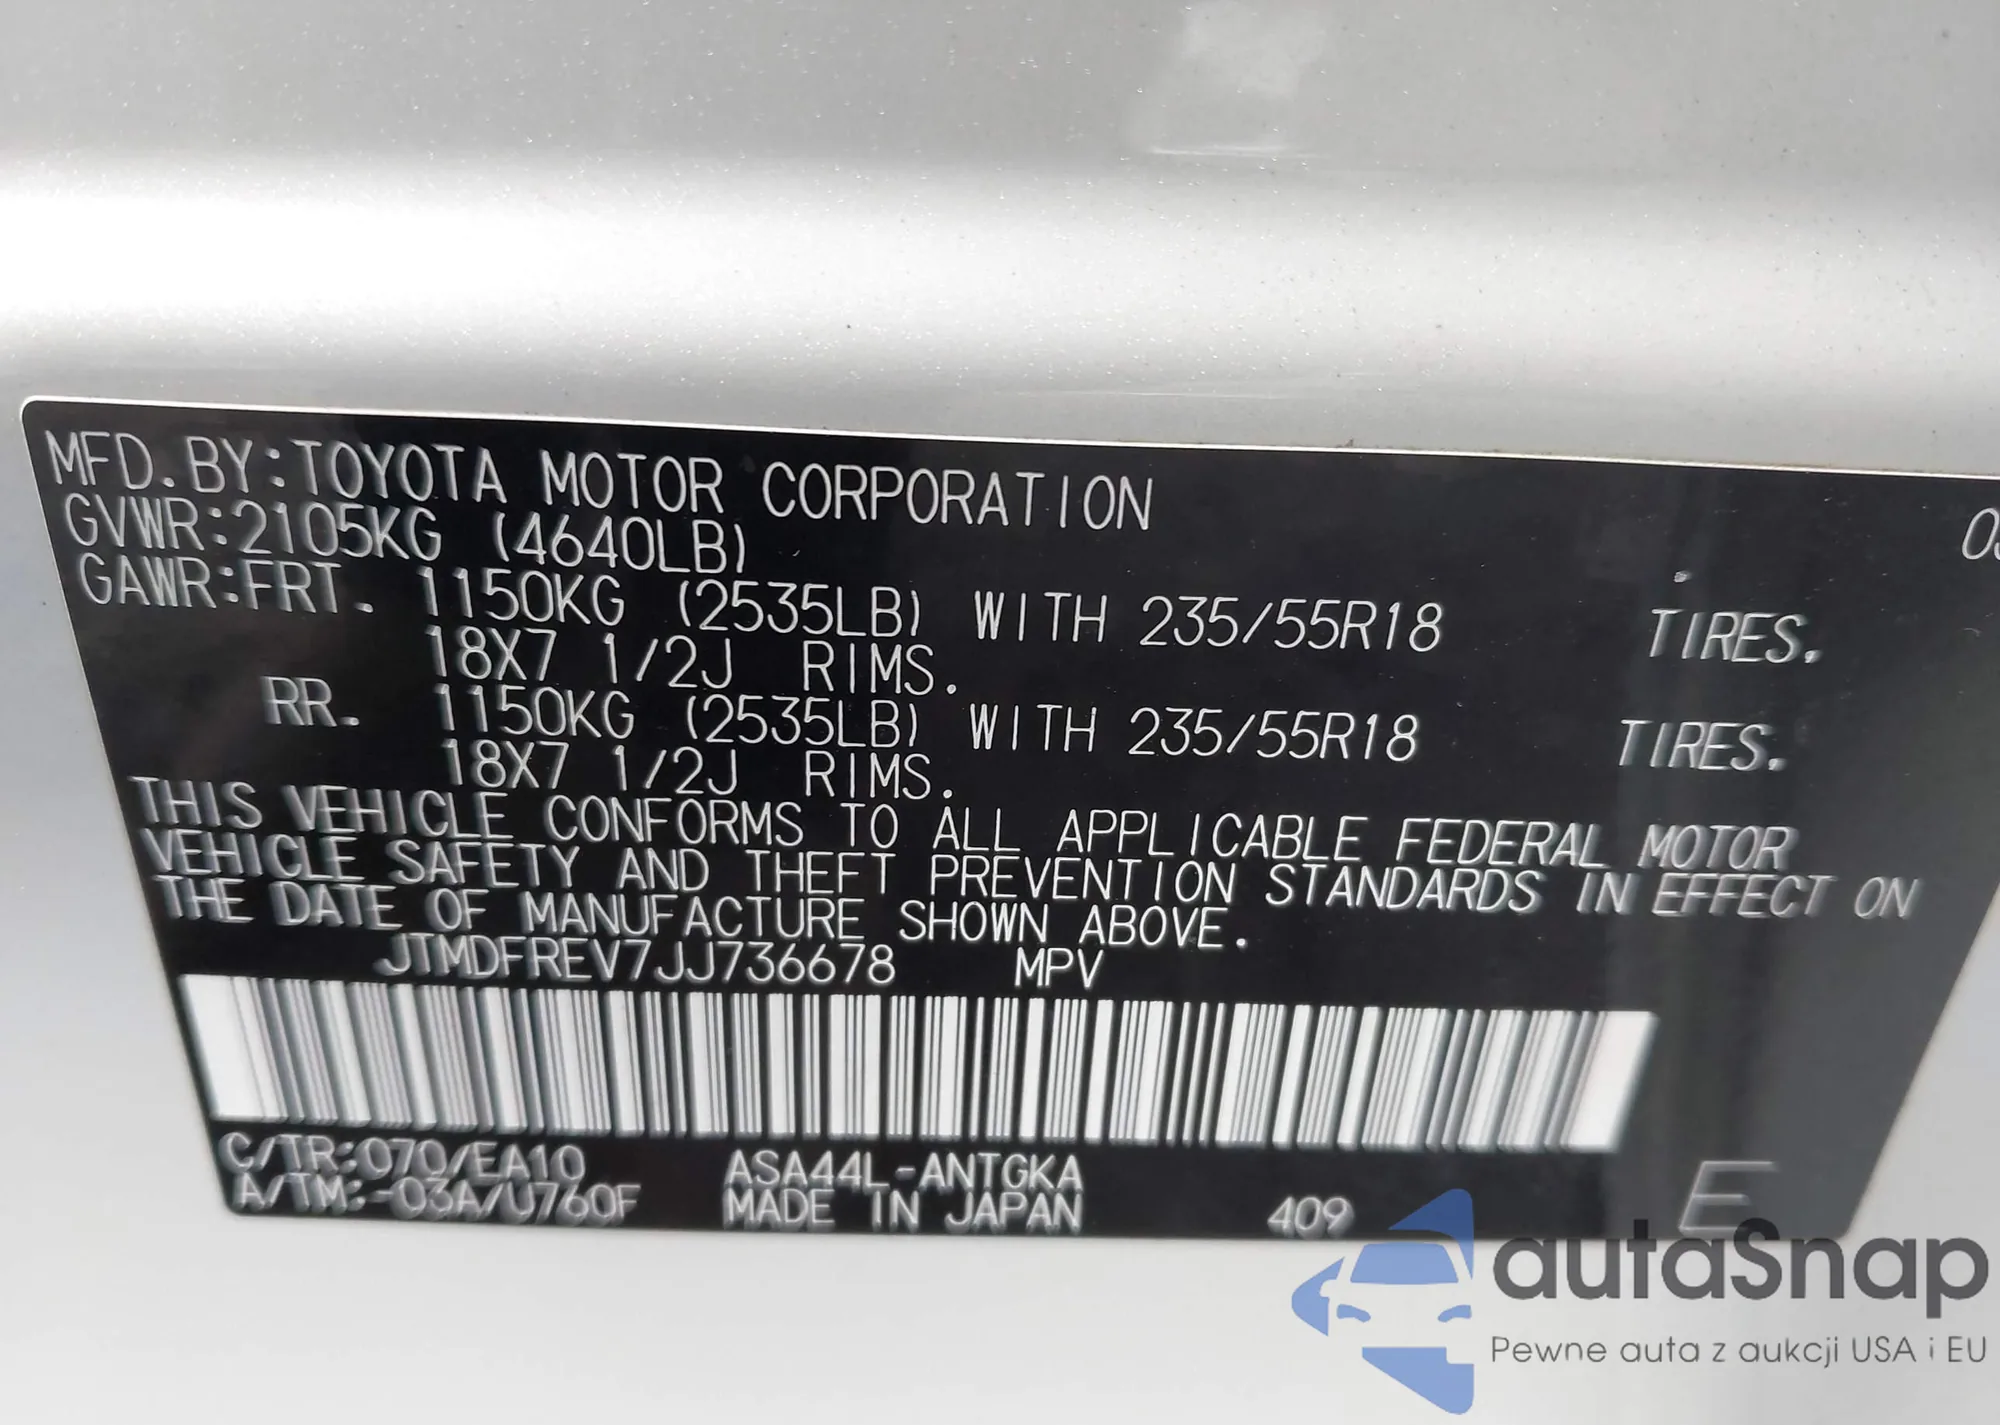 MFD.BY:TOYOTA MOTOR CORPORATION
GVWR:2105KG (4640LB)
GAWR:FRT. 1150KG (2535LB) WITH 235/55R18 TIRES.
18X7 1/2J RIMS.
RR. 1150KG (2535LB) WITH 235/55R18 TIRES.
18X7 1/2J RIMS.
THIS VEHICLE CONFORMS TO ALL APPLICABLE FEDERAL MOTOR
VEHICLE SAFETY AND THEFT PREVENTION STANDARDS IN EFFECT ON
THE DATE OF MANUFACTURE SHOWN ABOVE.
JTMDFREV7JJ736678 MPV
C/TR:070/EA10 ASA44L-ANTGKA
A/TM:-03A/U760F MADE IN JAPAN 409 E
autaSnap
Pewne auta z aukcji USA i EU